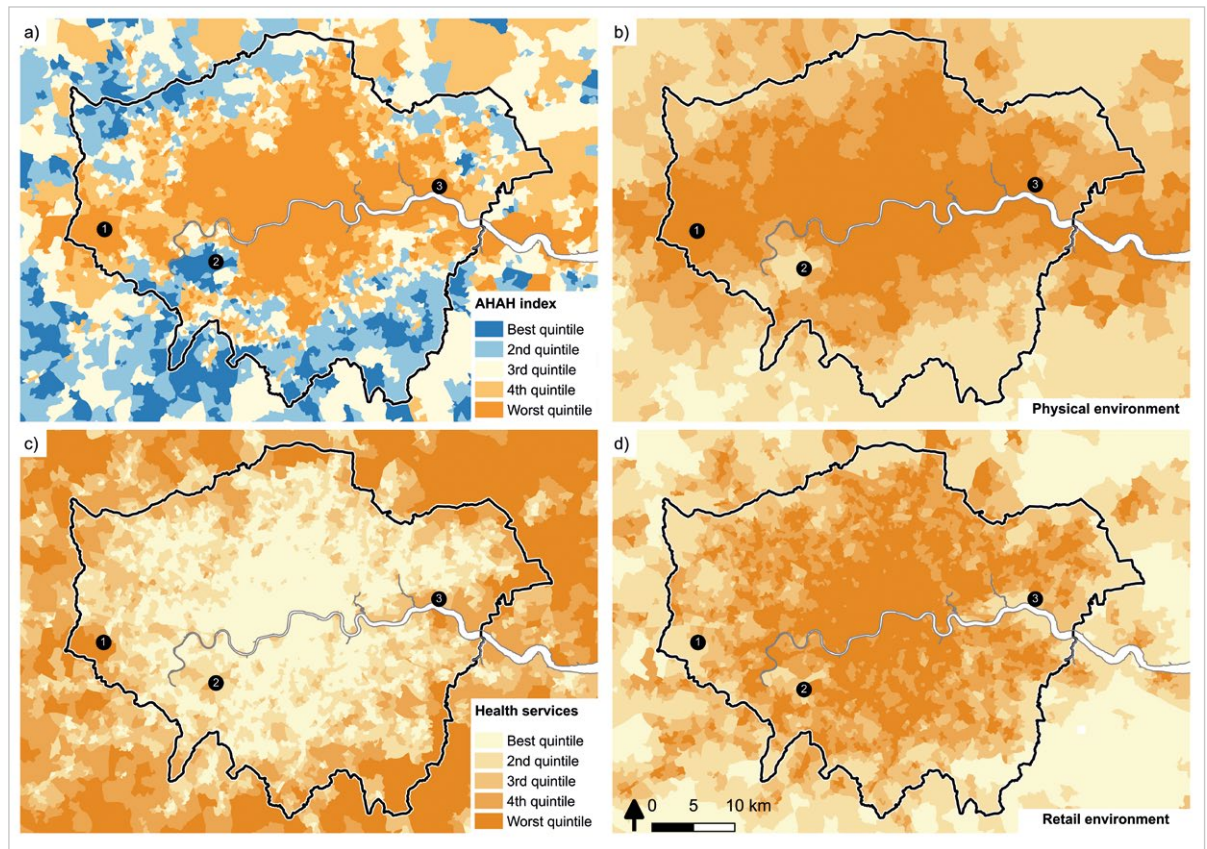 a)
1
2
3
AHAH index
Best quintile
2nd quintile
3rd quintile
4th quintile
Worst quintile
b)
1
2
3
Physical environment
c)
1
2
3
Health services
Best quintile
2nd quintile
3rd quintile
4th quintile
Worst quintile
d)
1
2
3
0 5 10 km
Retail environment